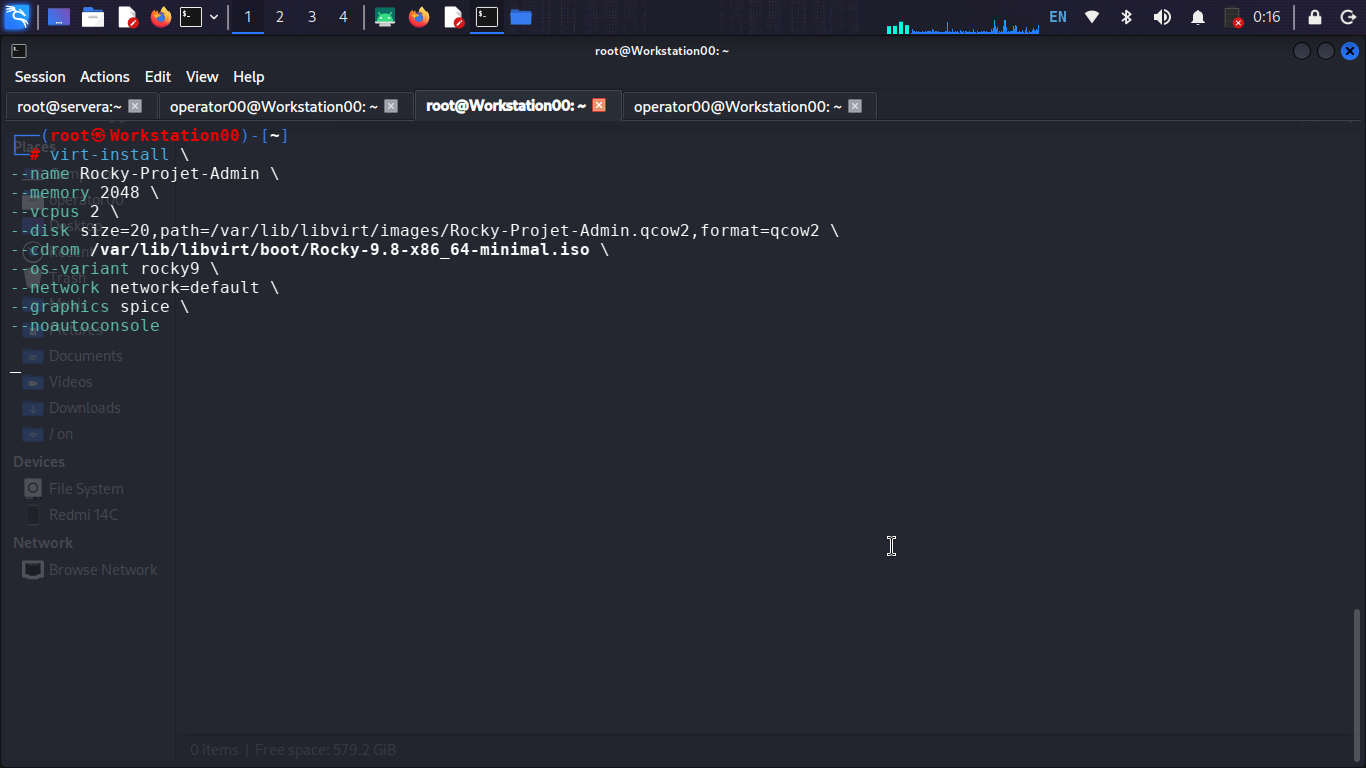 1 2 3 4 EN 0:16
root@Workstation00: ~
Session Actions Edit View Help
root@servera:~ operator00@Workstation00: ~ root@Workstation00: ~ operator00@Workstation00: ~
┌──(root㉿Workstation00)-[~]
└─# virt-install \
--name Rocky-Projet-Admin \
--memory 2048 \
--vcpus 2 \
--disk size=20,path=/var/lib/libvirt/images/Rocky-Projet-Admin.qcow2,format=qcow2 \
--cdrom /var/lib/libvirt/boot/Rocky-9.8-x86_64-minimal.iso \
--os-variant rocky9 \
--network network=default \
--graphics spice \
--noautoconsole
Places
operator00
Trash
Pictures
Documents
Videos
Downloads
/ on
Devices
File System
Redmi 14C
Network
Browse Network
0 items | Free space: 579.2 GiB